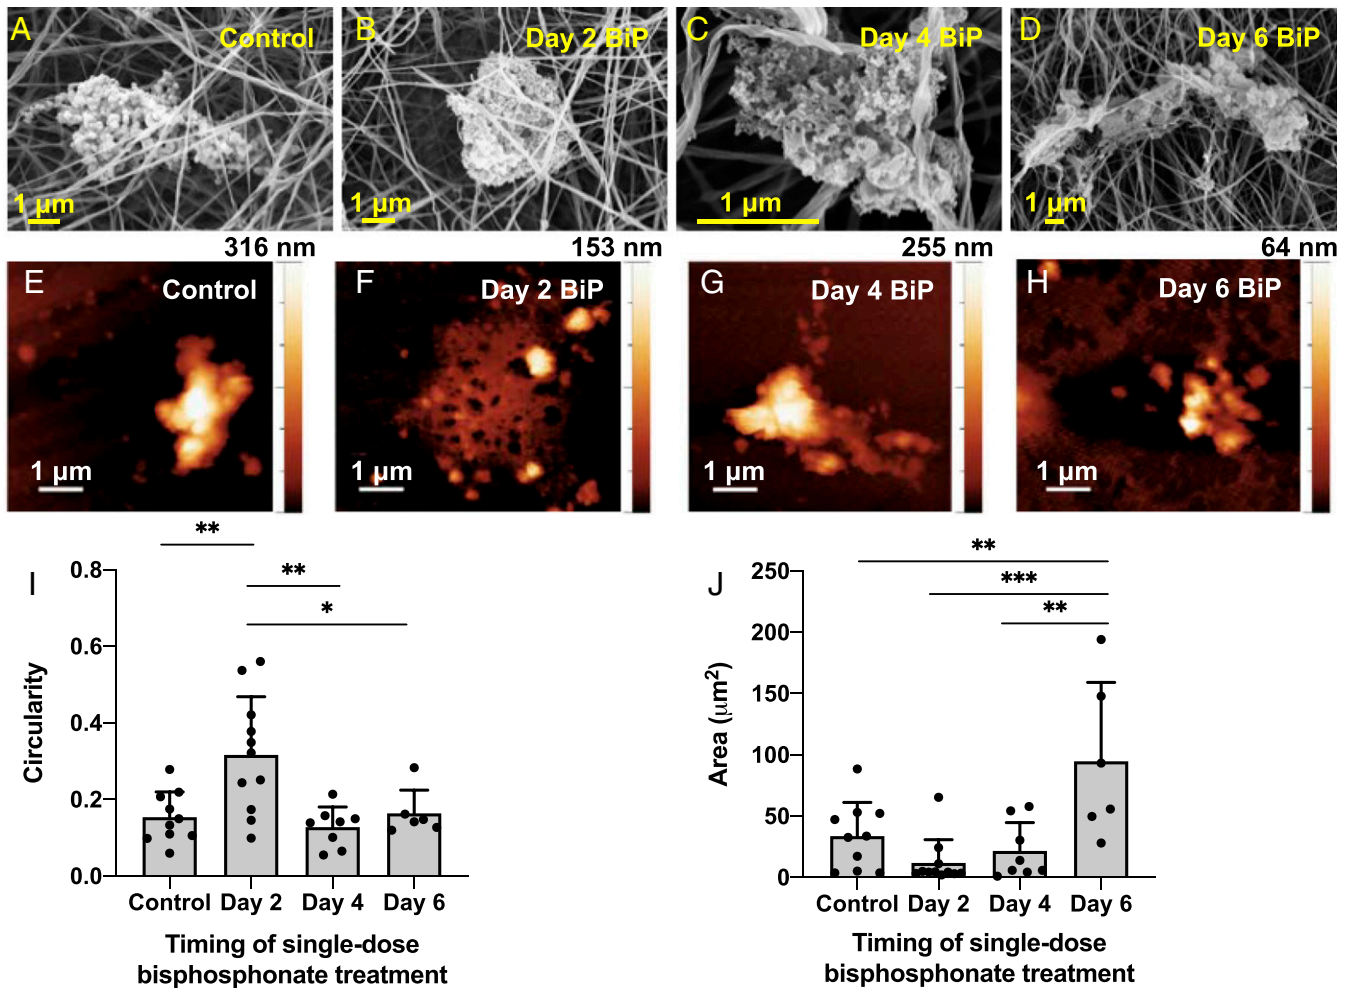 A
Control
1 µm
B
Day 2 BiP
1 µm
C
Day 4 BiP
1 µm
D
Day 6 BiP
1 µm
316 nm
153 nm
255 nm
64 nm
E
Control
1 µm
F
Day 2 BiP
1 µm
G
Day 4 BiP
1 µm
H
Day 6 BiP
1 µm
I
**
**
*
0.8
0.6
0.4
0.2
0.0
Circularity
Control Day 2 Day 4 Day 6
Timing of single-dose
bisphosphonate treatment
J
**
***
**
250
200
150
100
50
0
Area (µm²)
Control Day 2 Day 4 Day 6
Timing of single-dose
bisphosphonate treatment